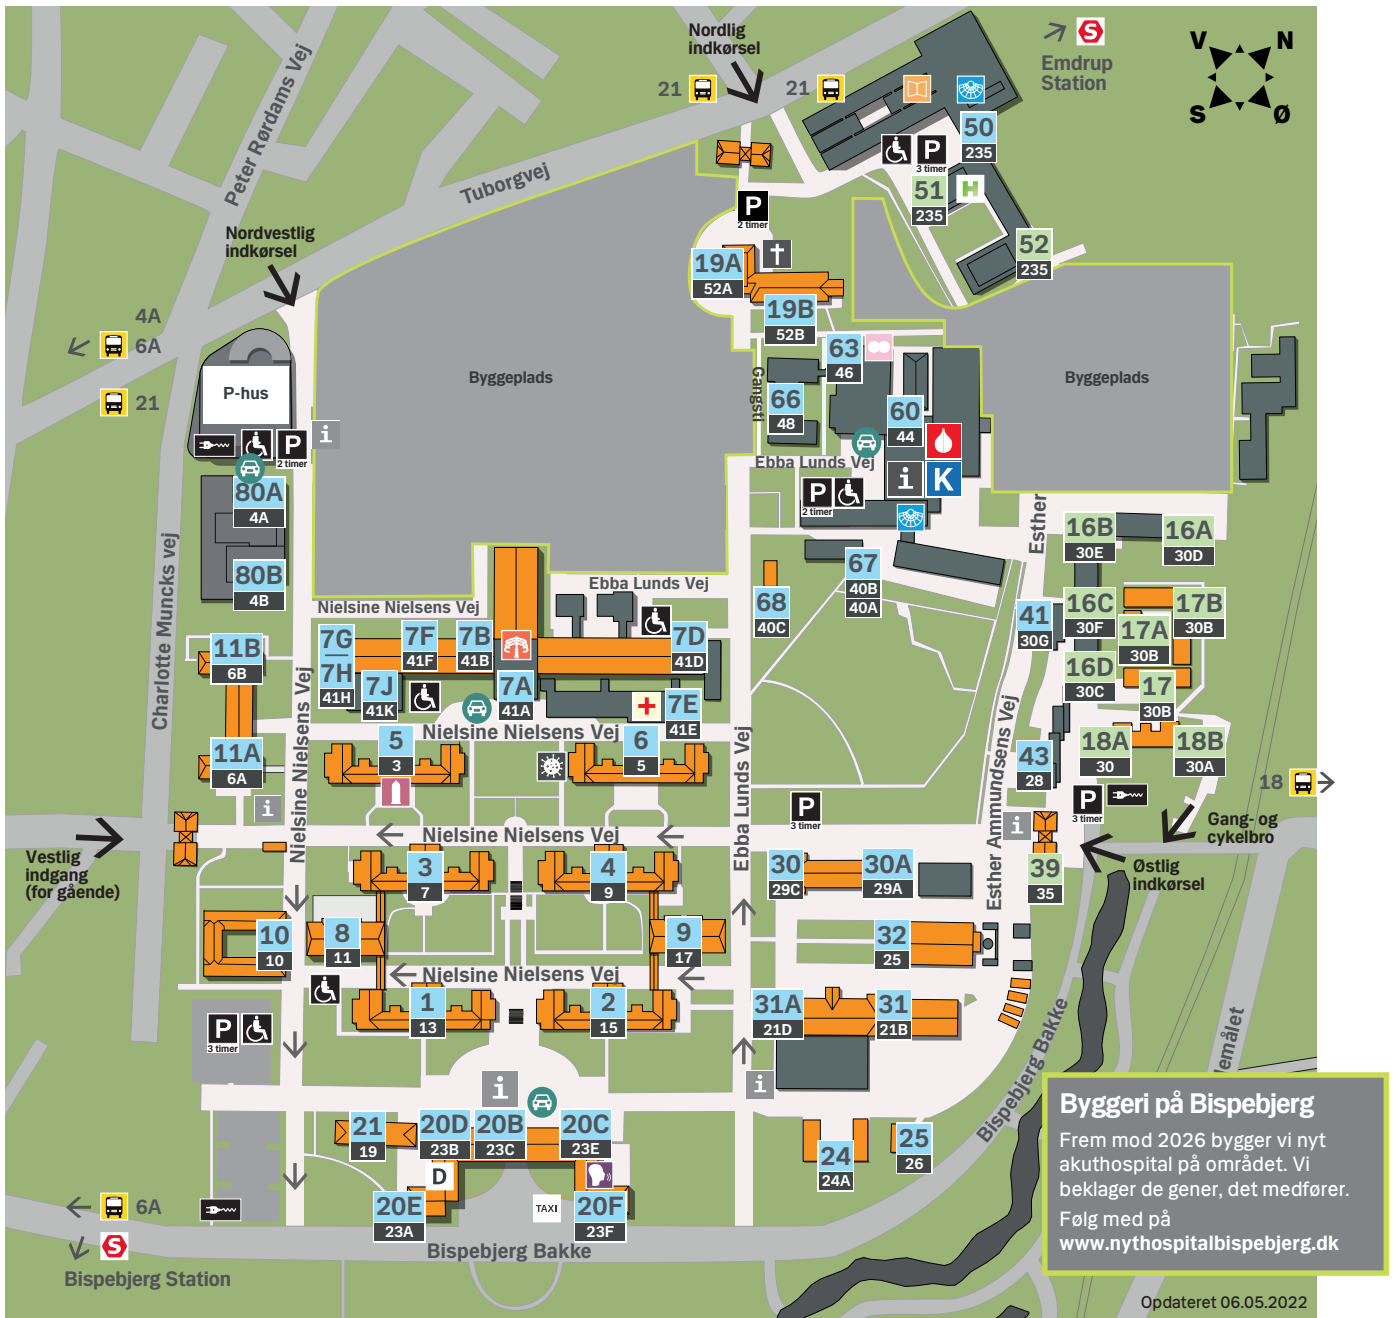 Nordlig
indkørsel
21
21
Emdrup
Station
V
N
S
Ø
Peter Rørdams Vej
Tuborgvej
50
235
P
3 timer
51
235
H
52
235
P
2 timer
Nordvestlig
indkørsel
19A
52A
19B
52B
4A
6A
21
P-hus
Byggeplads
Byggeplads
63
46
Gangsti
66
48
60
44
Ebba Lunds Vej
i
K
P
2 timer
P
2 timer
i
80A
4A
80B
4B
Charlotte Muncks vej
Esther
16B
30E
16A
30D
67
40B
40A
68
40C
Ebba Lunds Vej
Nielsine Nielsens Vej
7G
7H
41H
7F
41F
7B
41B
7D
41D
7J
41K
7A
41A
7E
41E
11B
6B
11A
6A
41
30G
16C
30F
17B
30B
17A
30B
16D
30C
17
30B
18A
30
18B
30A
43
28
Nielsine Nielsens Vej
Nielsine Nielsens Vej
5
3
6
5
Ebba Lunds Vej
Esther Ammundsens Vej
18
P
3 timer
P
3 timer
i
i
Gang- og
cykelbro
Østlig
indkørsel
39
35
Vestlig
indgang
(for gående)
Nielsine Nielsens Vej
3
7
4
9
30
29C
30A
29A
10
10
8
11
9
17
32
25
Nielsine Nielsens Vej
1
13
2
15
31A
21D
31
21B
P
3 timer
i
i
21
19
20D
23B
20B
23C
20C
23E
D
20E
23A
TAXI
20F
23F
24
24A
25
26
Bispebjerg Bakke
lemålet
6A
Bispebjerg Station
Bispebjerg Bakke
Byggeri på Bispebjerg
Frem mod 2026 bygger vi nyt
akuthospital på området. Vi
beklager de gener, det medfører.
Følg med på
www.nythospitalbispebjerg.dk
Opdateret 06.05.2022